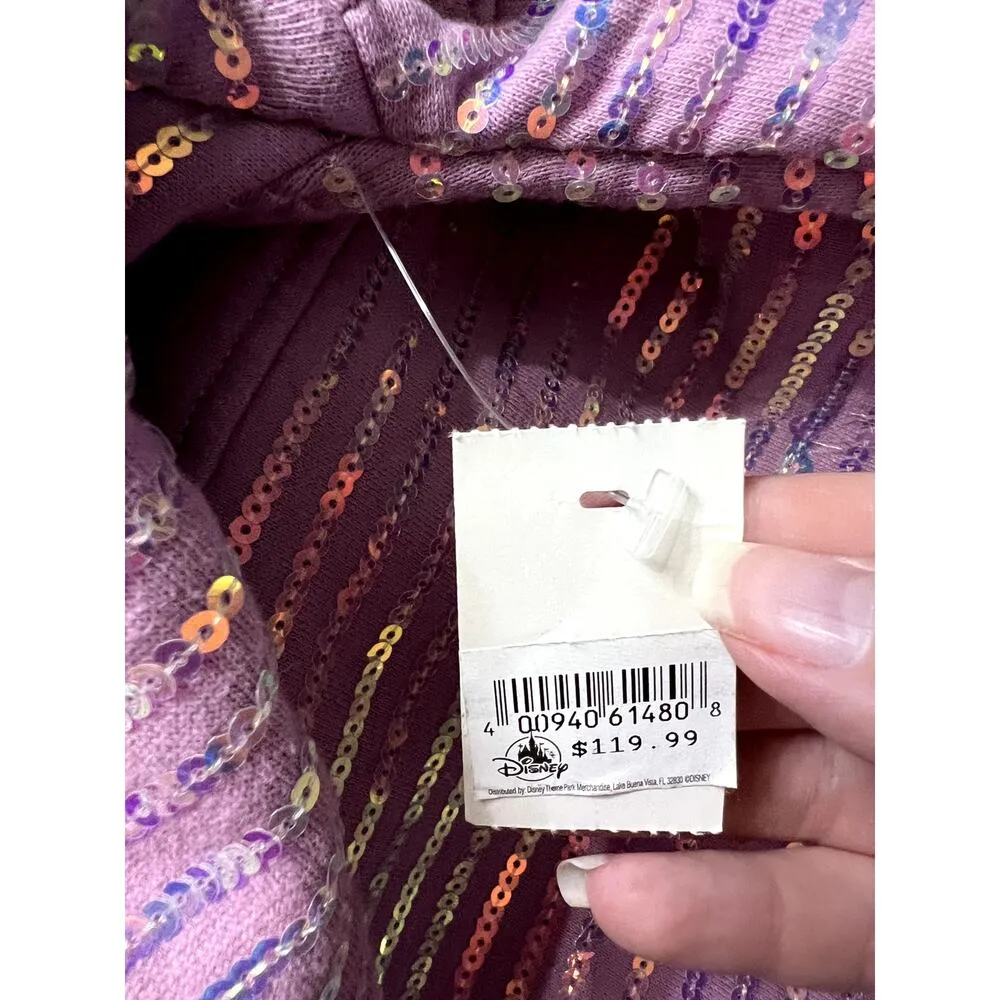 4 00940 61480 8
Disney $119.99
Distributed by: Disney Theme Park Merchandise, Lake Buena Vista, FL 32830 ©DISNEY